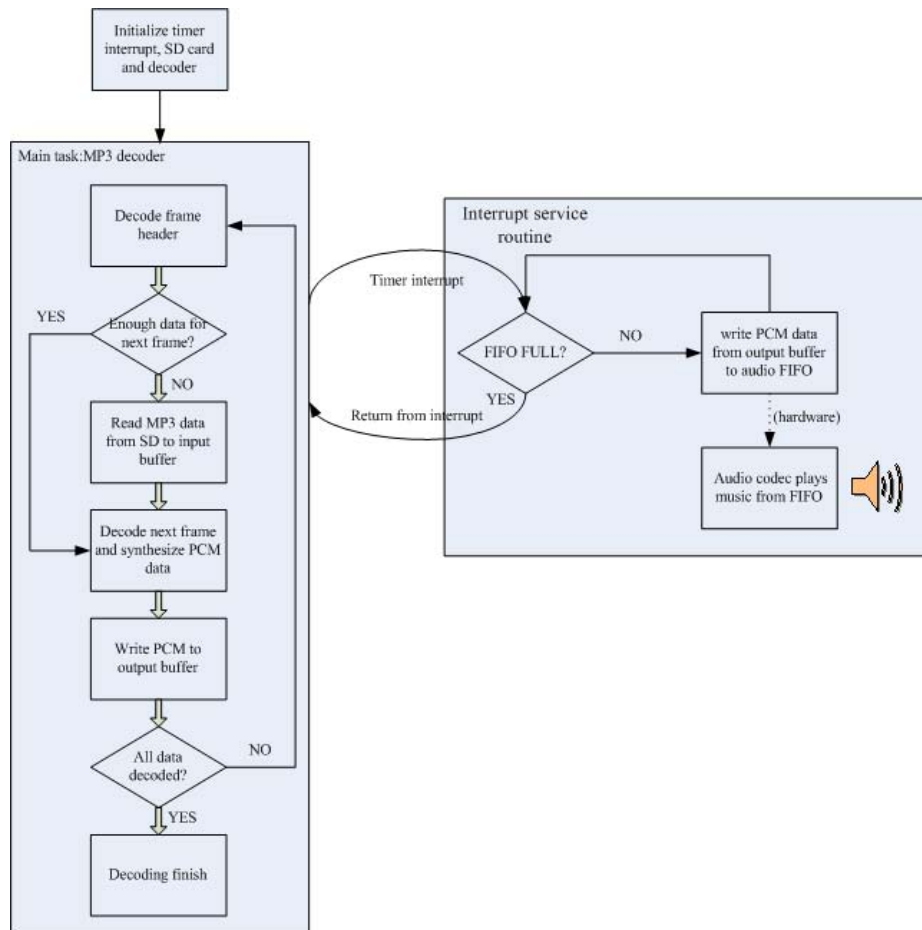 Initialize timer
interrupt, SD card
and decoder
Main task:MP3 decoder
Decode frame
header
YES
Enough data for
next frame?
NO
Read MP3 data
from SD to input
buffer
Decode next frame
and synthesize PCM
data
Write PCM to
output buffer
All data
decoded?
NO
YES
Decoding finish
Timer interrupt
Return from interrupt
Interrupt service
routine
FIFO FULL?
NO
YES
write PCM data
from output buffer
to audio FIFO
(hardware)
Audio codec plays
music from FIFO